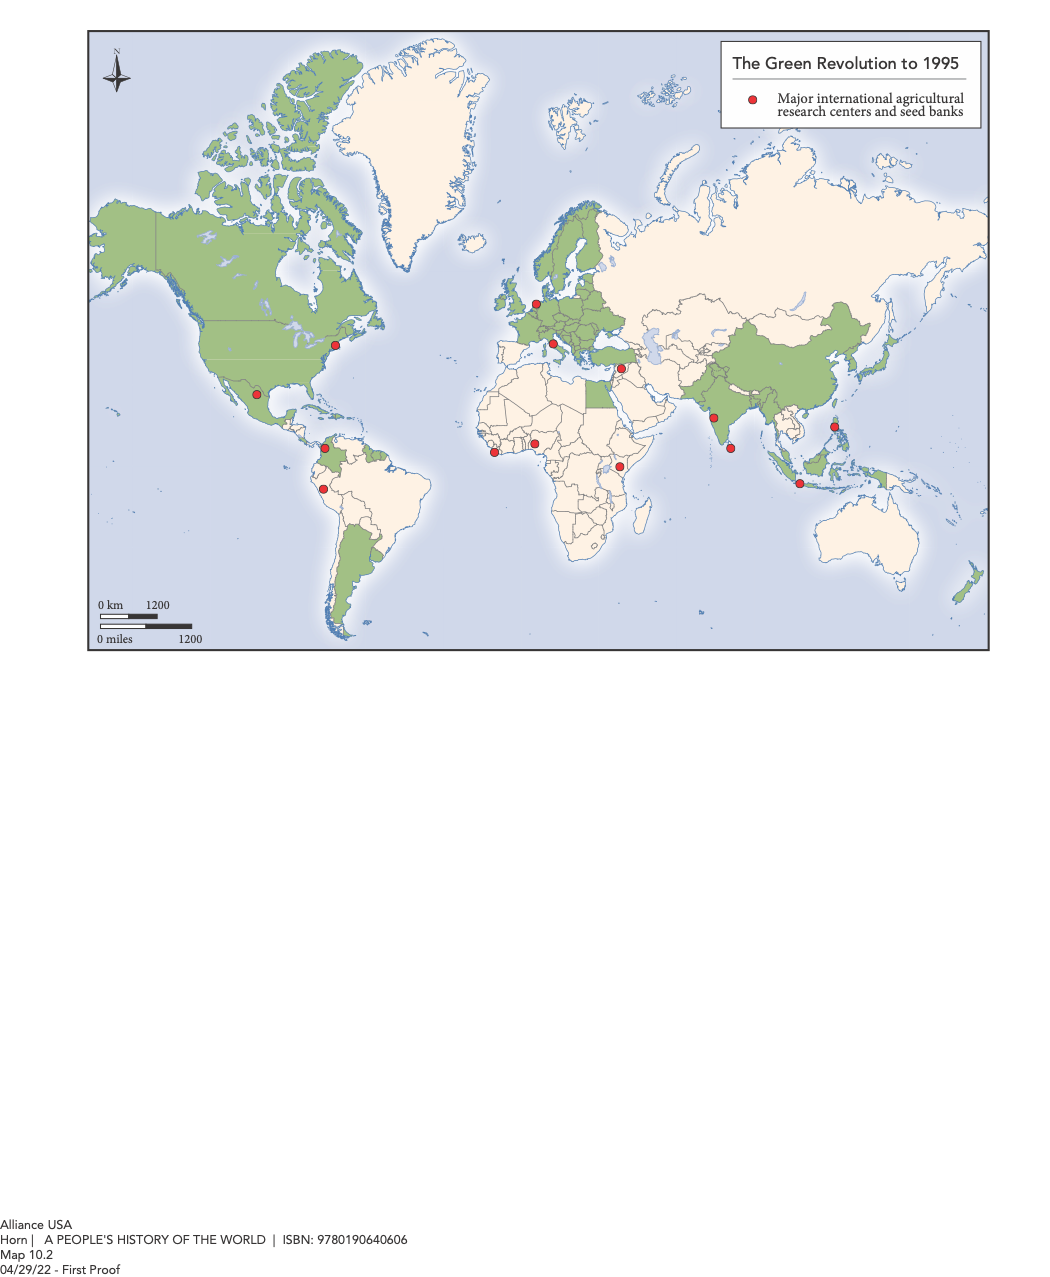 N
The Green Revolution to 1995
Major international agricultural
research centers and seed banks
0 km 1200
0 miles 1200
Alliance USA
Horn | A PEOPLE'S HISTORY OF THE WORLD | ISBN: 9780190640606
Map 10.2
04/29/22 - First Proof